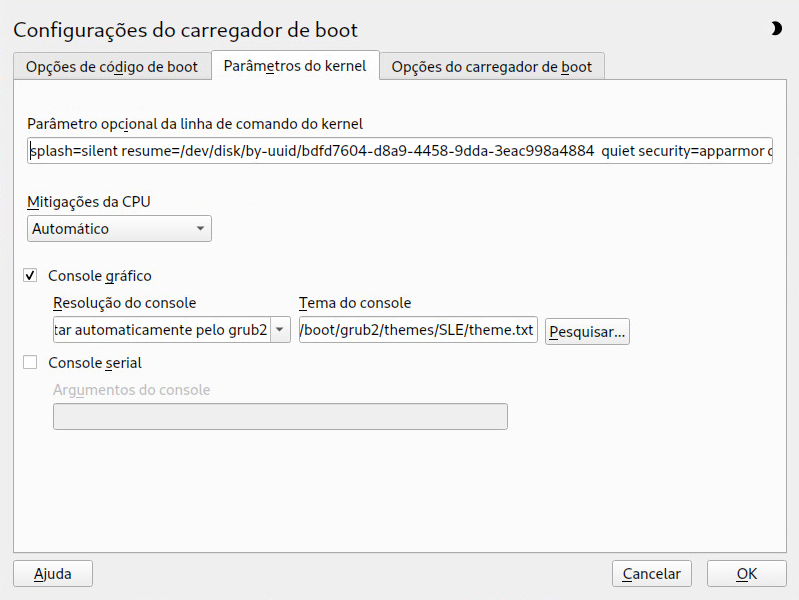 Configurações do carregador de boot
Opções de código de boot Parâmetros do kernel Opções do carregador de boot
Parâmetro opcional da linha de comando do kernel
splash=silent resume=/dev/disk/by-uuid/bdfd7604-d8a9-4458-9dda-3eac998a4884 quiet security=apparmor c
Mitigações da CPU
Automático
Console gráfico
Resolução do console Tema do console
tar automaticamente pelo grub2 /boot/grub2/themes/SLE/theme.txt Pesquisar...
Console serial
Argumentos do console
Ajuda Cancelar OK